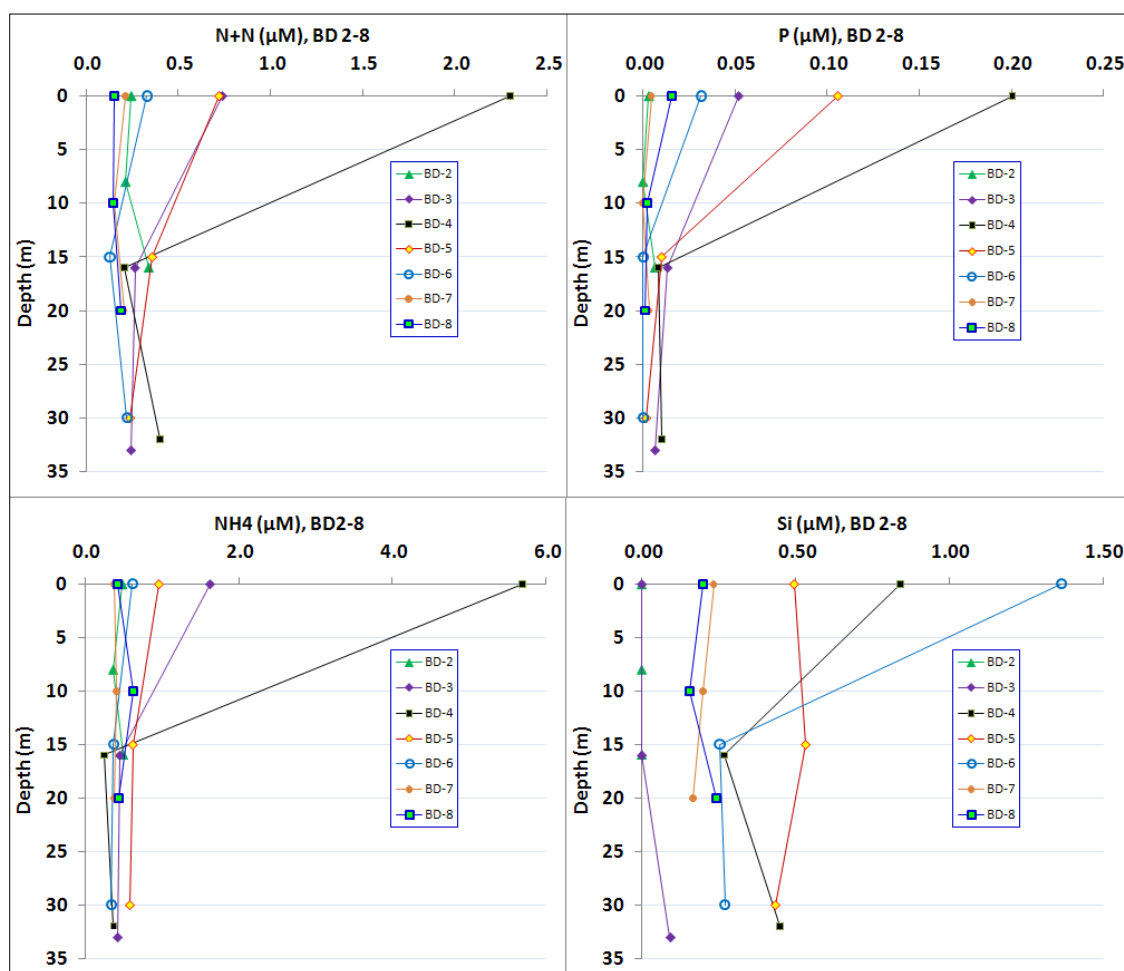 N+N (µM), BD 2-8
0.0 0.5 1.0 1.5 2.0 2.5
0
5
10
15
20
25
30
35
Depth (m)
BD-2
BD-3
BD-4
BD-5
BD-6
BD-7
BD-8
P (µM), BD 2-8
0.00 0.05 0.10 0.15 0.20 0.25
0
5
10
15
20
25
30
35
Depth (m)
BD-2
BD-3
BD-4
BD-5
BD-6
BD-7
BD-8
NH4 (µM), BD2-8
0.0 2.0 4.0 6.0
0
5
10
15
20
25
30
35
Depth (m)
BD-2
BD-3
BD-4
BD-5
BD-6
BD-7
BD-8
Si (µM), BD 2-8
0.00 0.50 1.00 1.50
0
5
10
15
20
25
30
35
Depth (m)
BD-2
BD-3
BD-4
BD-5
BD-6
BD-7
BD-8